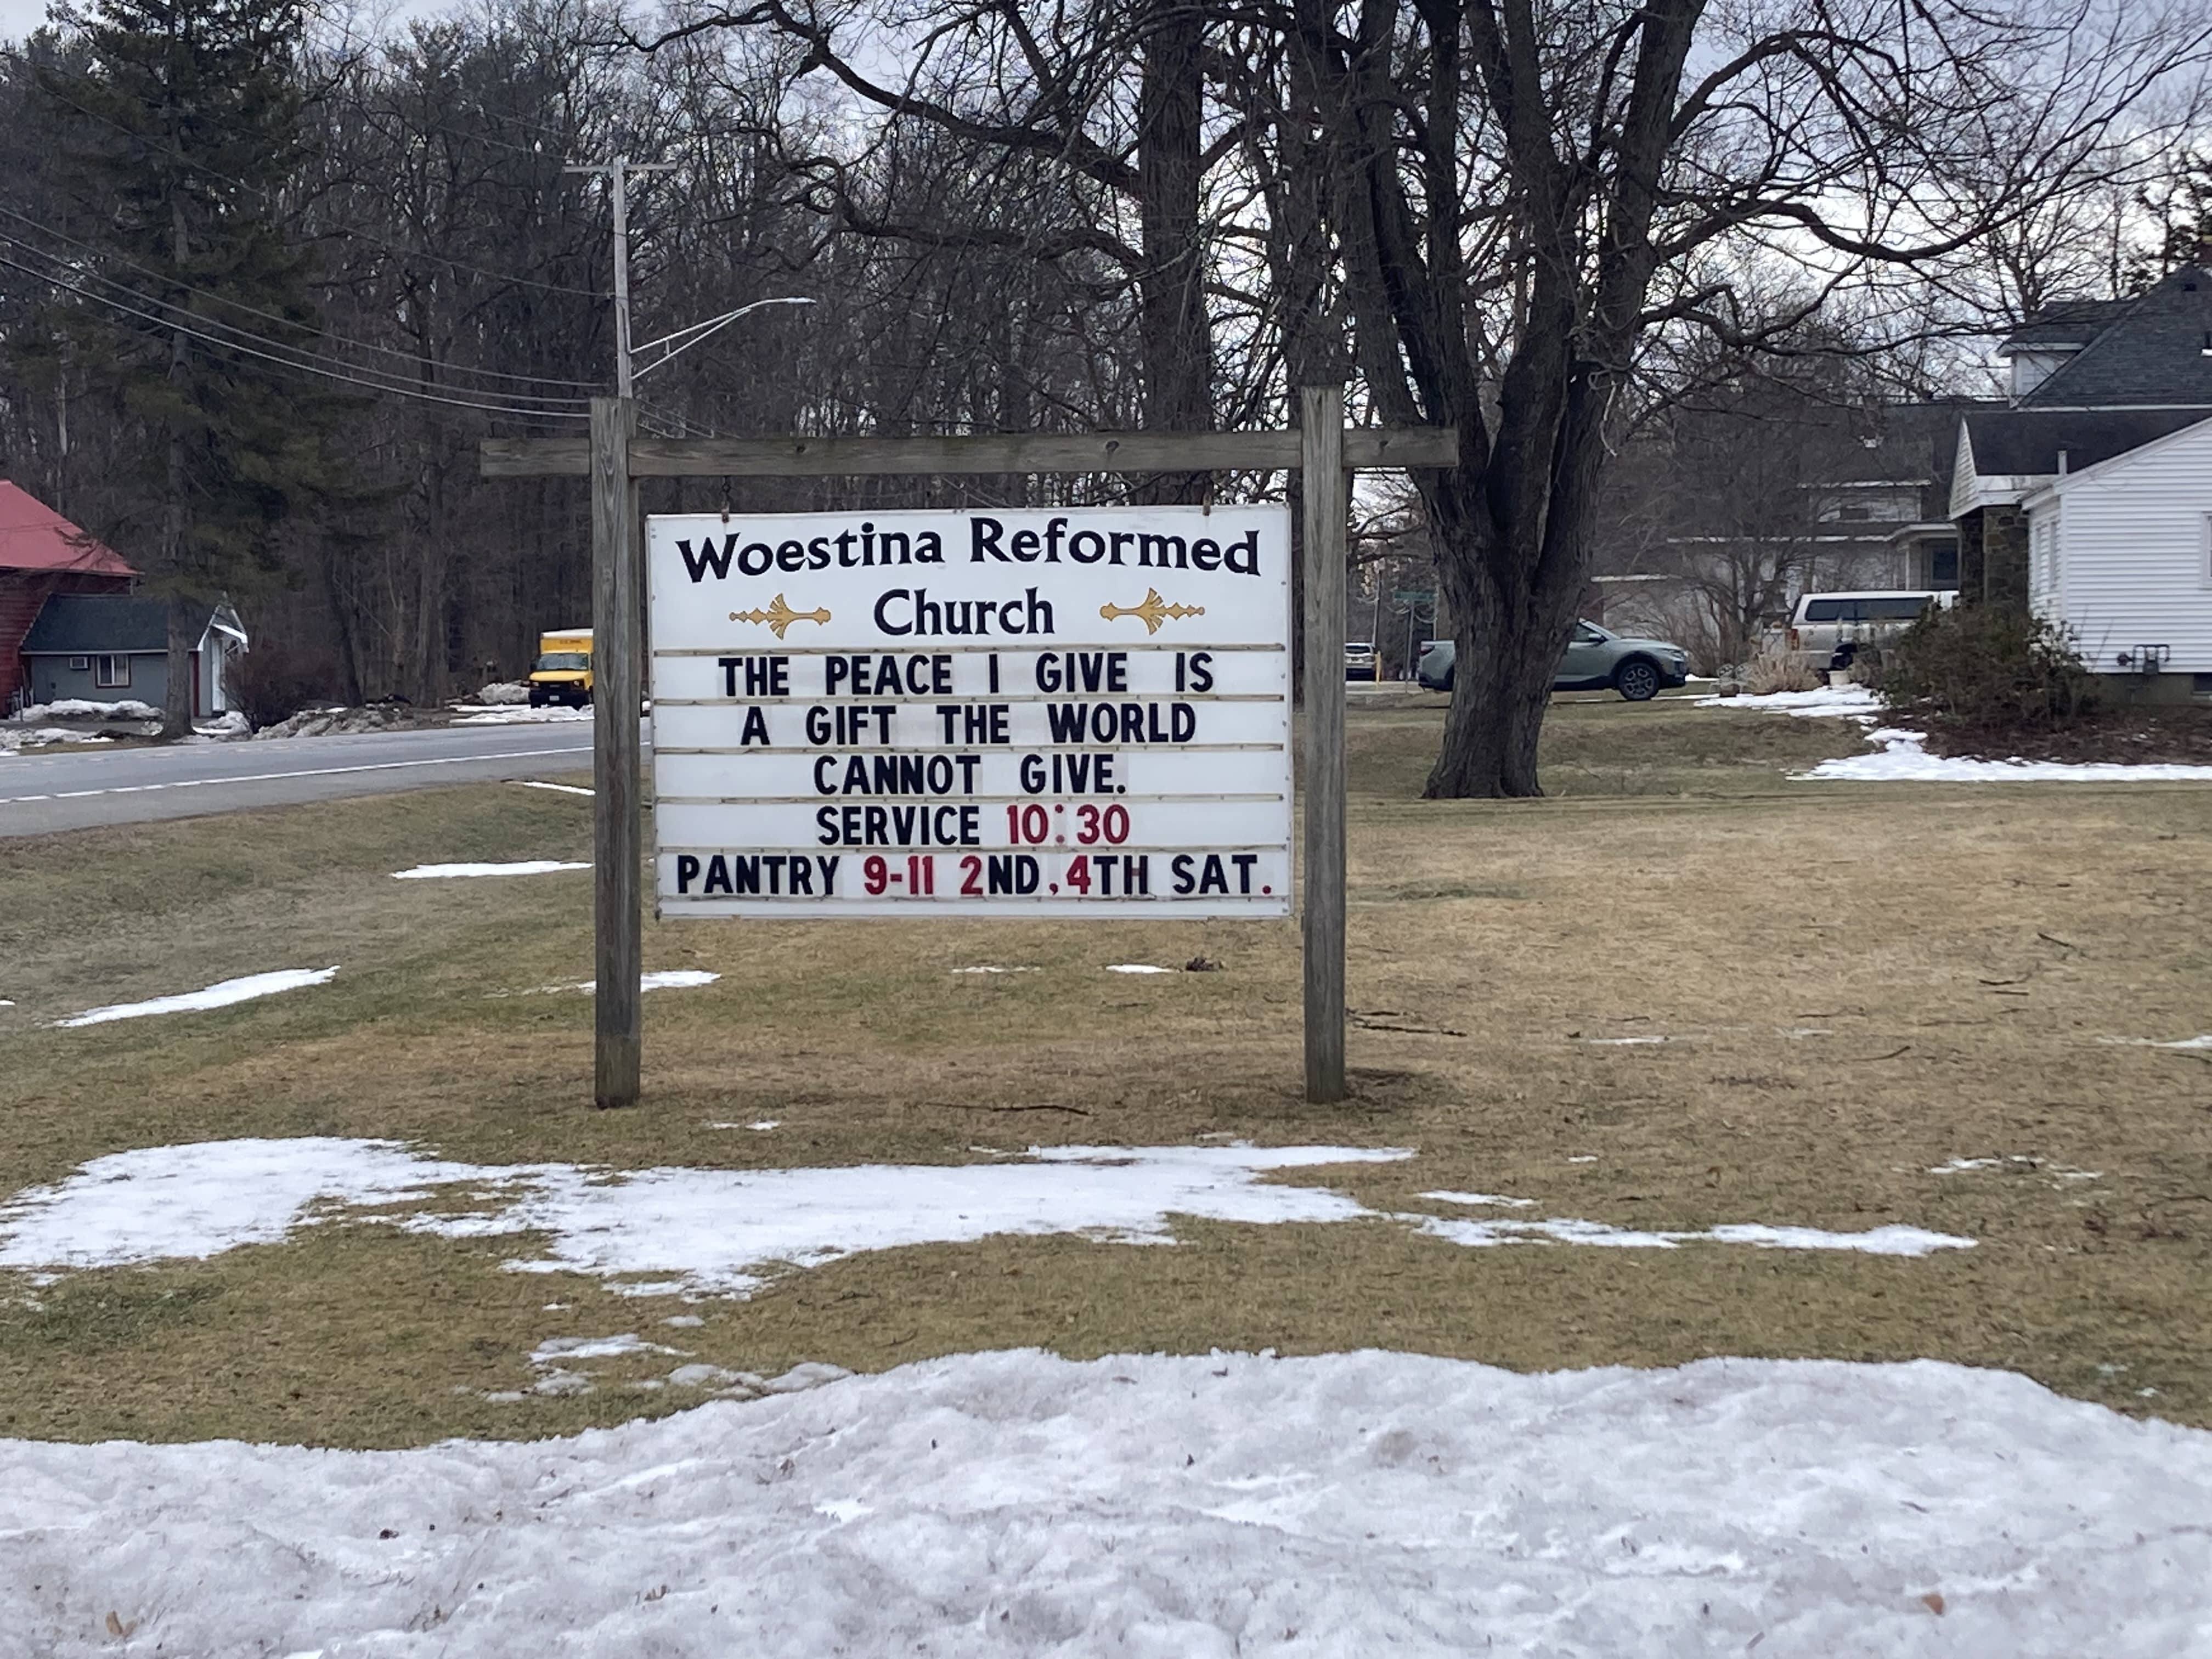 Woestina Reformed
Church
THE PEACE I GIVE IS
A GIFT THE WORLD
CANNOT GIVE.
SERVICE 10:30
PANTRY 9-11 2ND, 4TH SAT.